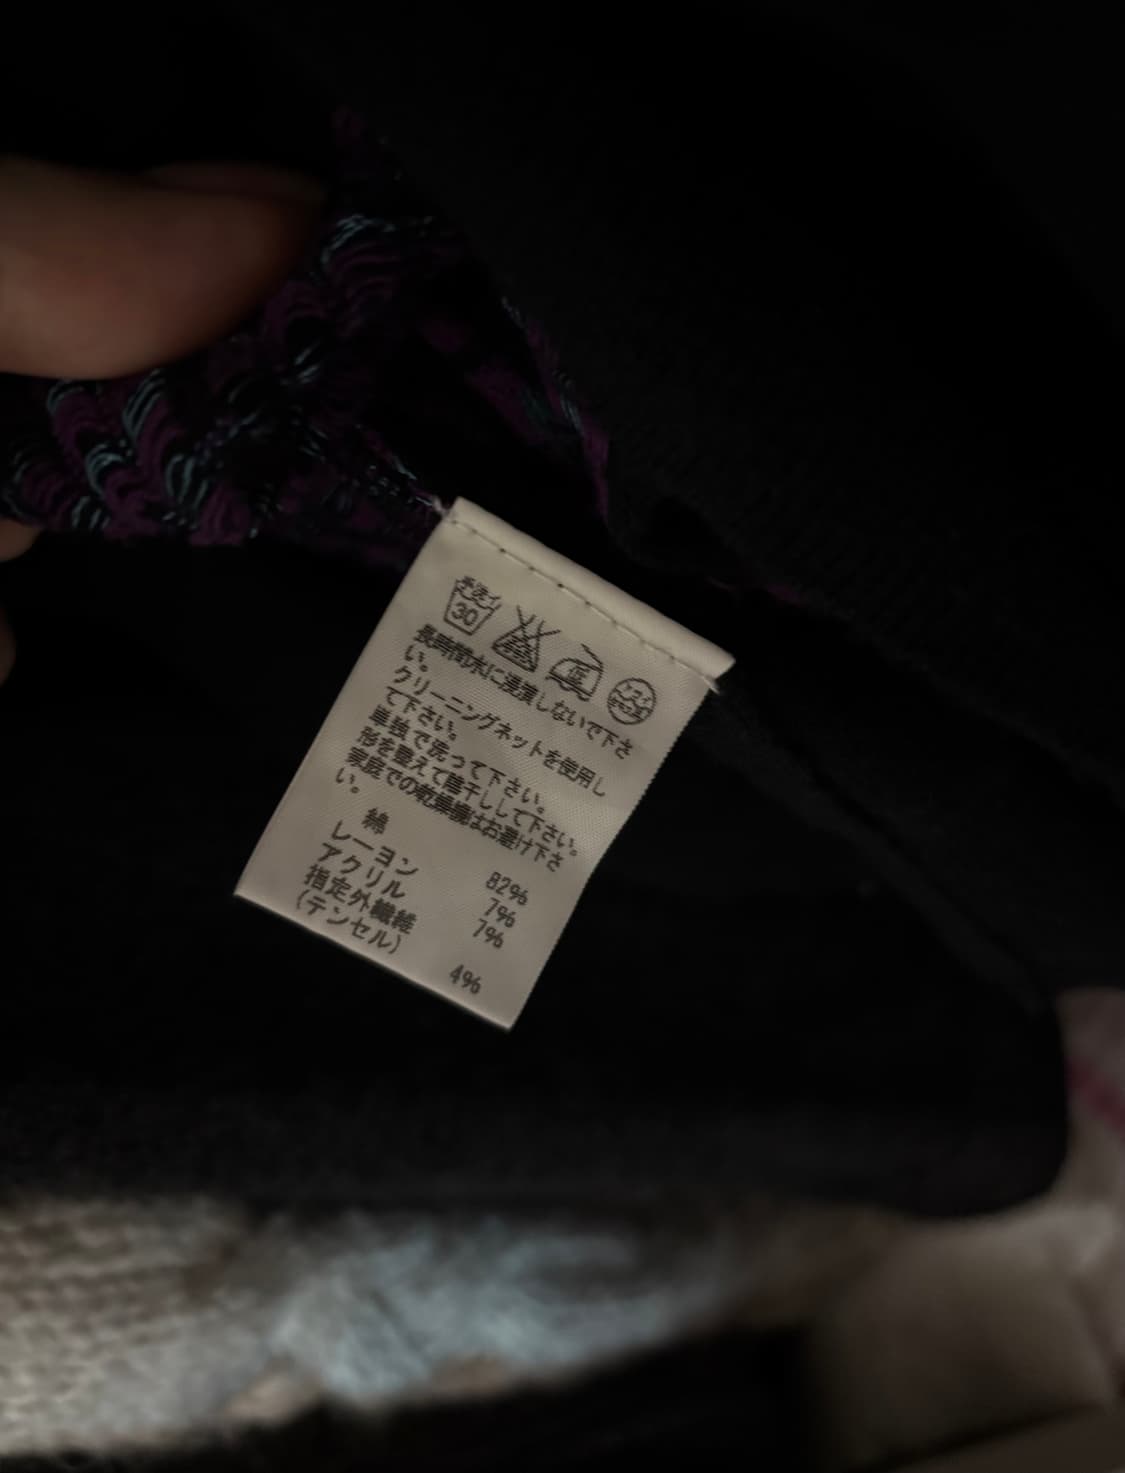 手洗イ
30
低
長時間水に浸漬しないで下さ
い。
クリーニングネットを使用し
て下さい。
単独で洗って下さい。
形を整えて陰干しして下さい。
家庭での乾燥機はお避け下さ
い。
綿 82%
レーヨン 7%
アクリル 7%
指定外繊維
(テンセル) 4%